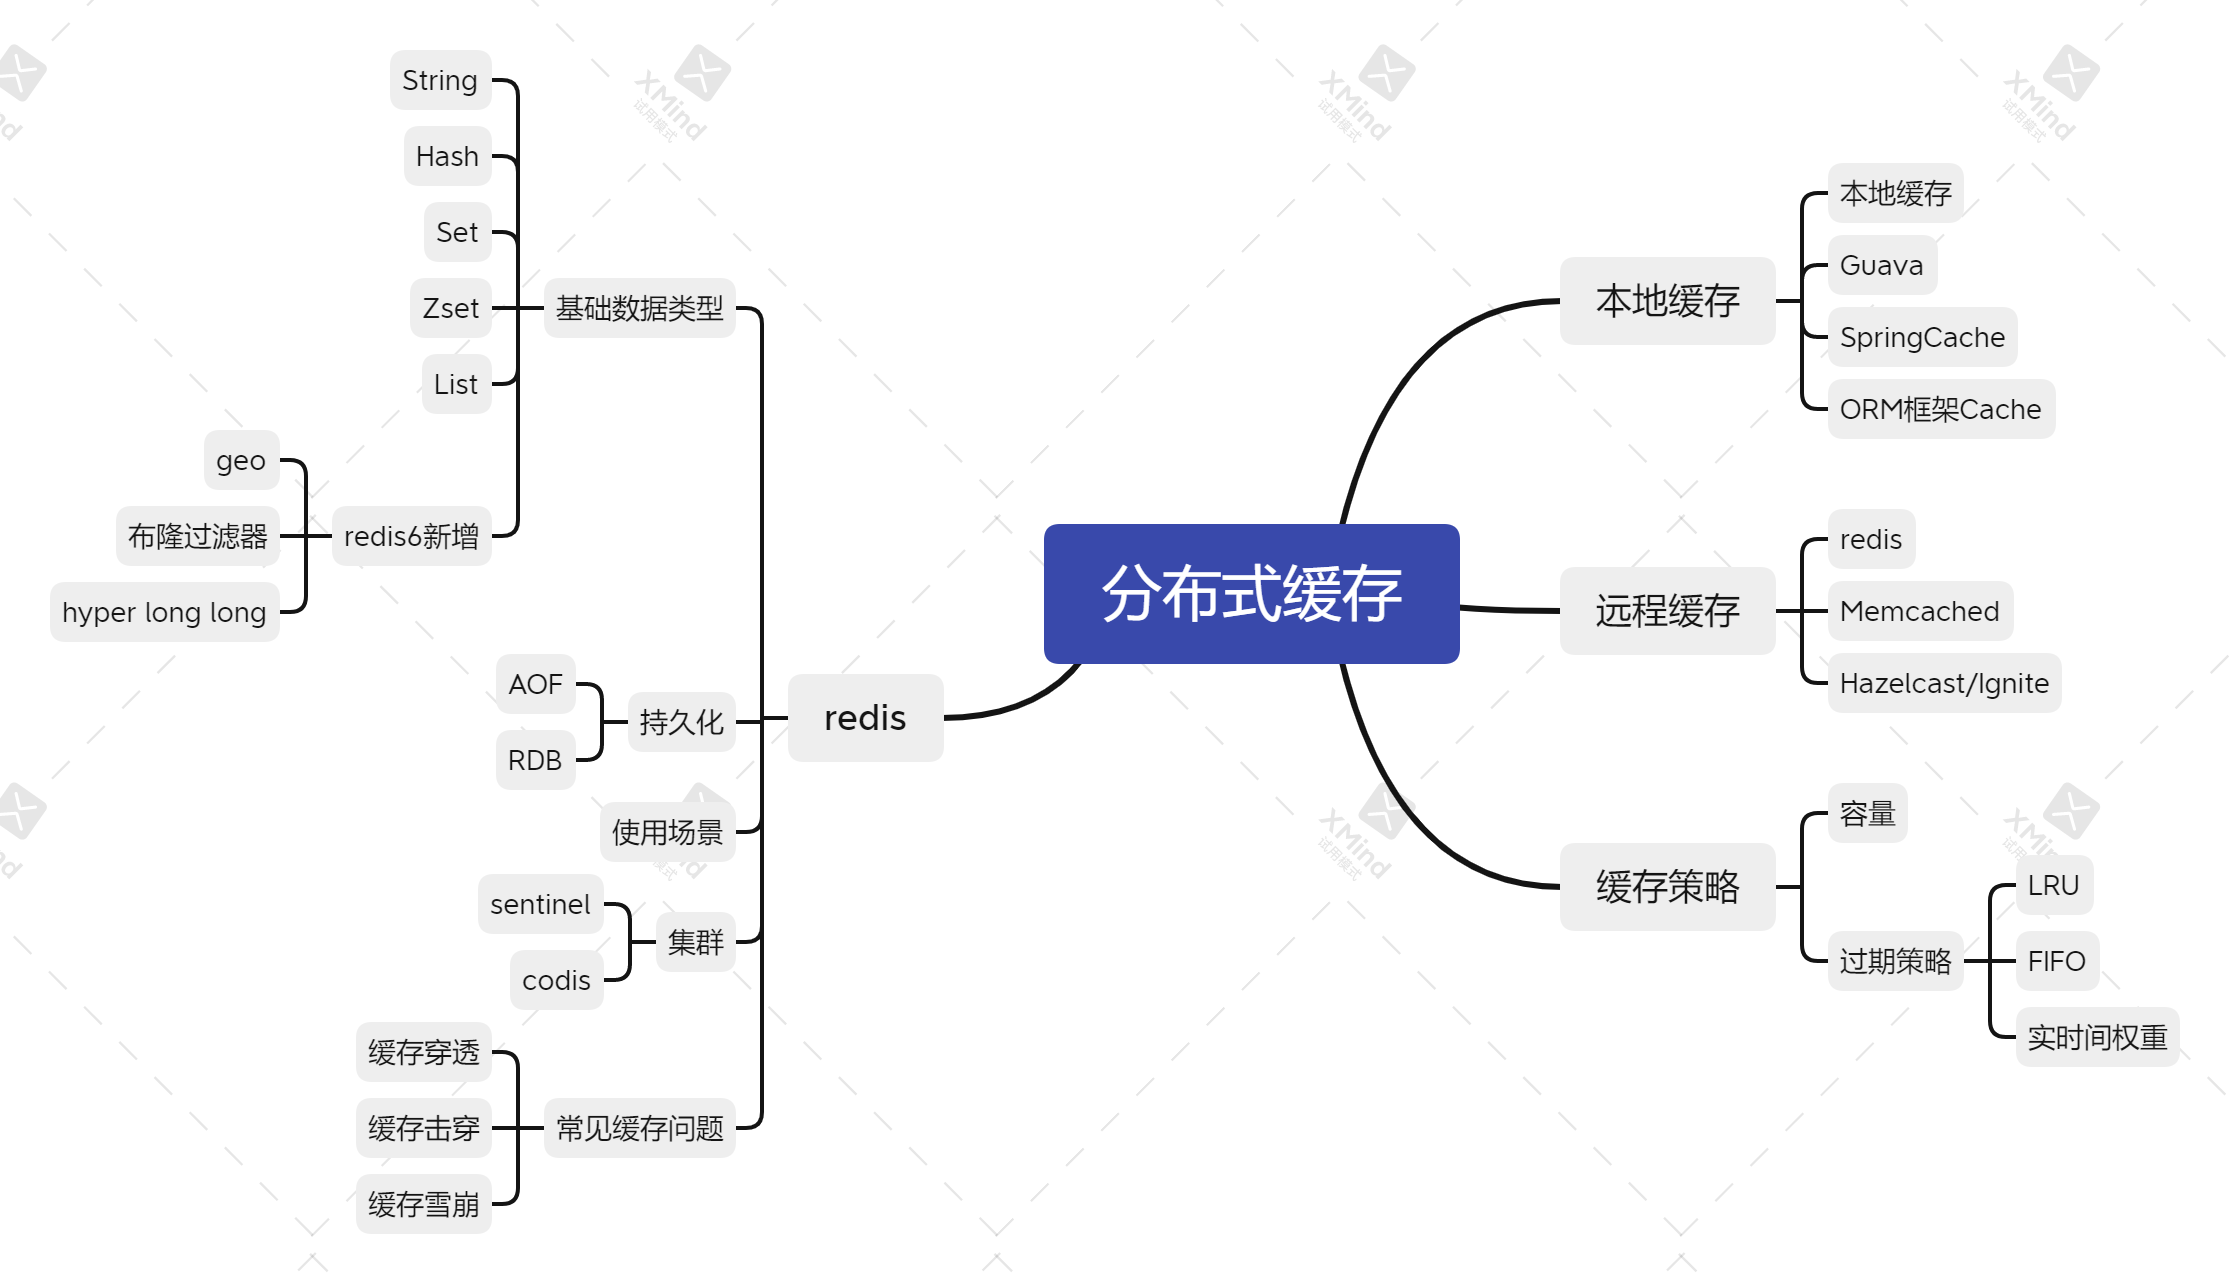 分布式缓存
本地缓存
本地缓存
Guava
SpringCache
ORM框架Cache
远程缓存
redis
Memcached
Hazelcast/Ignite
缓存策略
容量
过期策略
LRU
FIFO
实时间权重
redis
基础数据类型
String
Hash
Set
Zset
List
redis6新增
geo
布隆过滤器
hyper long long
持久化
AOF
RDB
使用场景
集群
sentinel
codis
常见缓存问题
缓存穿透
缓存击穿
缓存雪崩
XMind
试用模式
XMind
试用模式
XMind
试用模式
XMind
试用模式